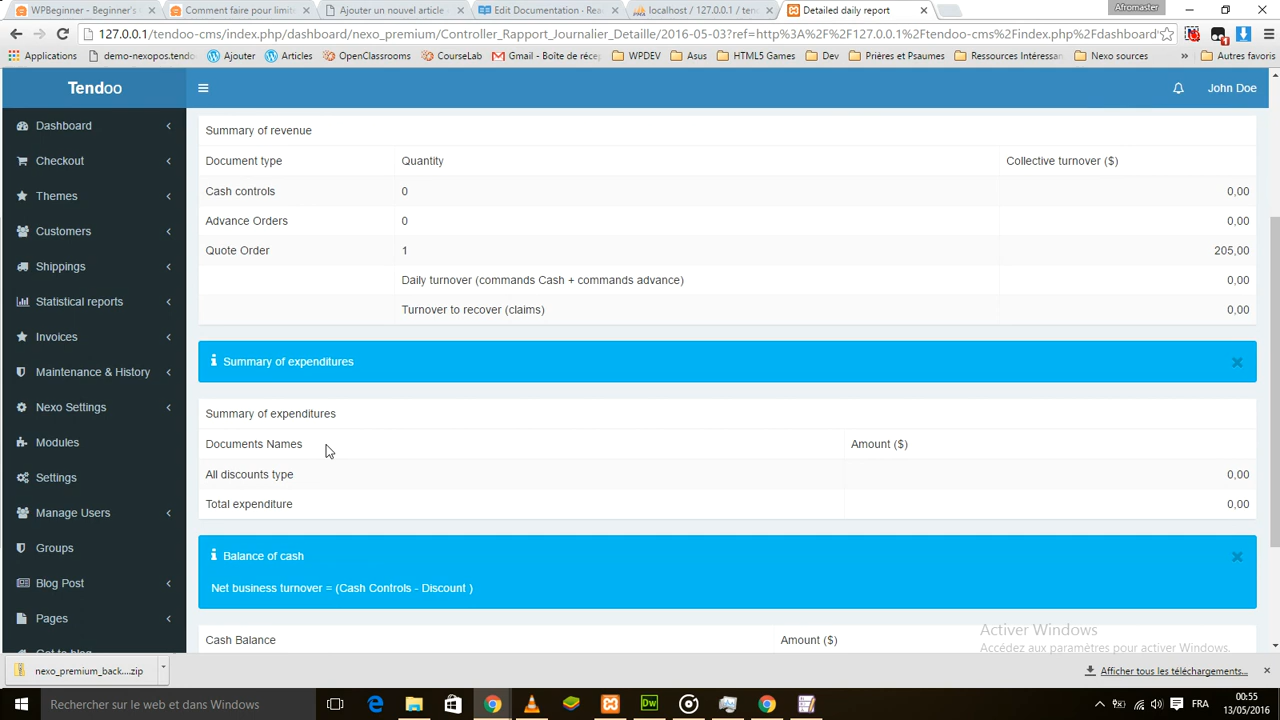 WPBeginner - Beginner's
Comment faire pour limit
Ajouter un nouvel article
Edit Documentation - Rea
localhost / 127.0.0.1 / tend
Detailed daily report
Afromaster
127.0.0.1/tendoo-cms/index.php/dashboard/nexo_premium/Controller_Rapport_Journalier_Detaille/2016-05-03?ref=http%3A%2F%2F127.0.0.1%2Ftendoo-cms%2Findex.php%2Fdashboard
Applications
demo-nexopos.tend
Ajouter
Articles
OpenClassrooms
CourseLab
Gmail - Boite de récep
WPDEV
Asus
HTML5 Games
Dev
Prières et Psaumes
Ressources Intéressan
Nexo sources
»
Autres favoris
Tendoo
John Doe
Dashboard
Checkout
Themes
Customers
Shippings
Statistical reports
Invoices
Maintenance & History
Nexo Settings
Modules
Settings
Manage Users
Groups
Blog Post
Pages
Summary of revenue
Document type Quantity Collective turnover ($)
Cash controls 0 0,00
Advance Orders 0 0,00
Quote Order 1 205,00
Daily turnover (commands Cash + commands advance) 0,00
Turnover to recover (claims) 0,00
Summary of expenditures
Summary of expenditures
Documents Names Amount ($)
All discounts type 0,00
Total expenditure 0,00
Balance of cash
Net business turnover = (Cash Controls - Discount )
Cash Balance Amount ($)
Activer Windows
Accédez aux paramètres pour activer Windows.
nexo_premium_back....zip
Afficher tous les téléchargements...
Rechercher sur le web et dans Windows
FRA
00:55
13/05/2016